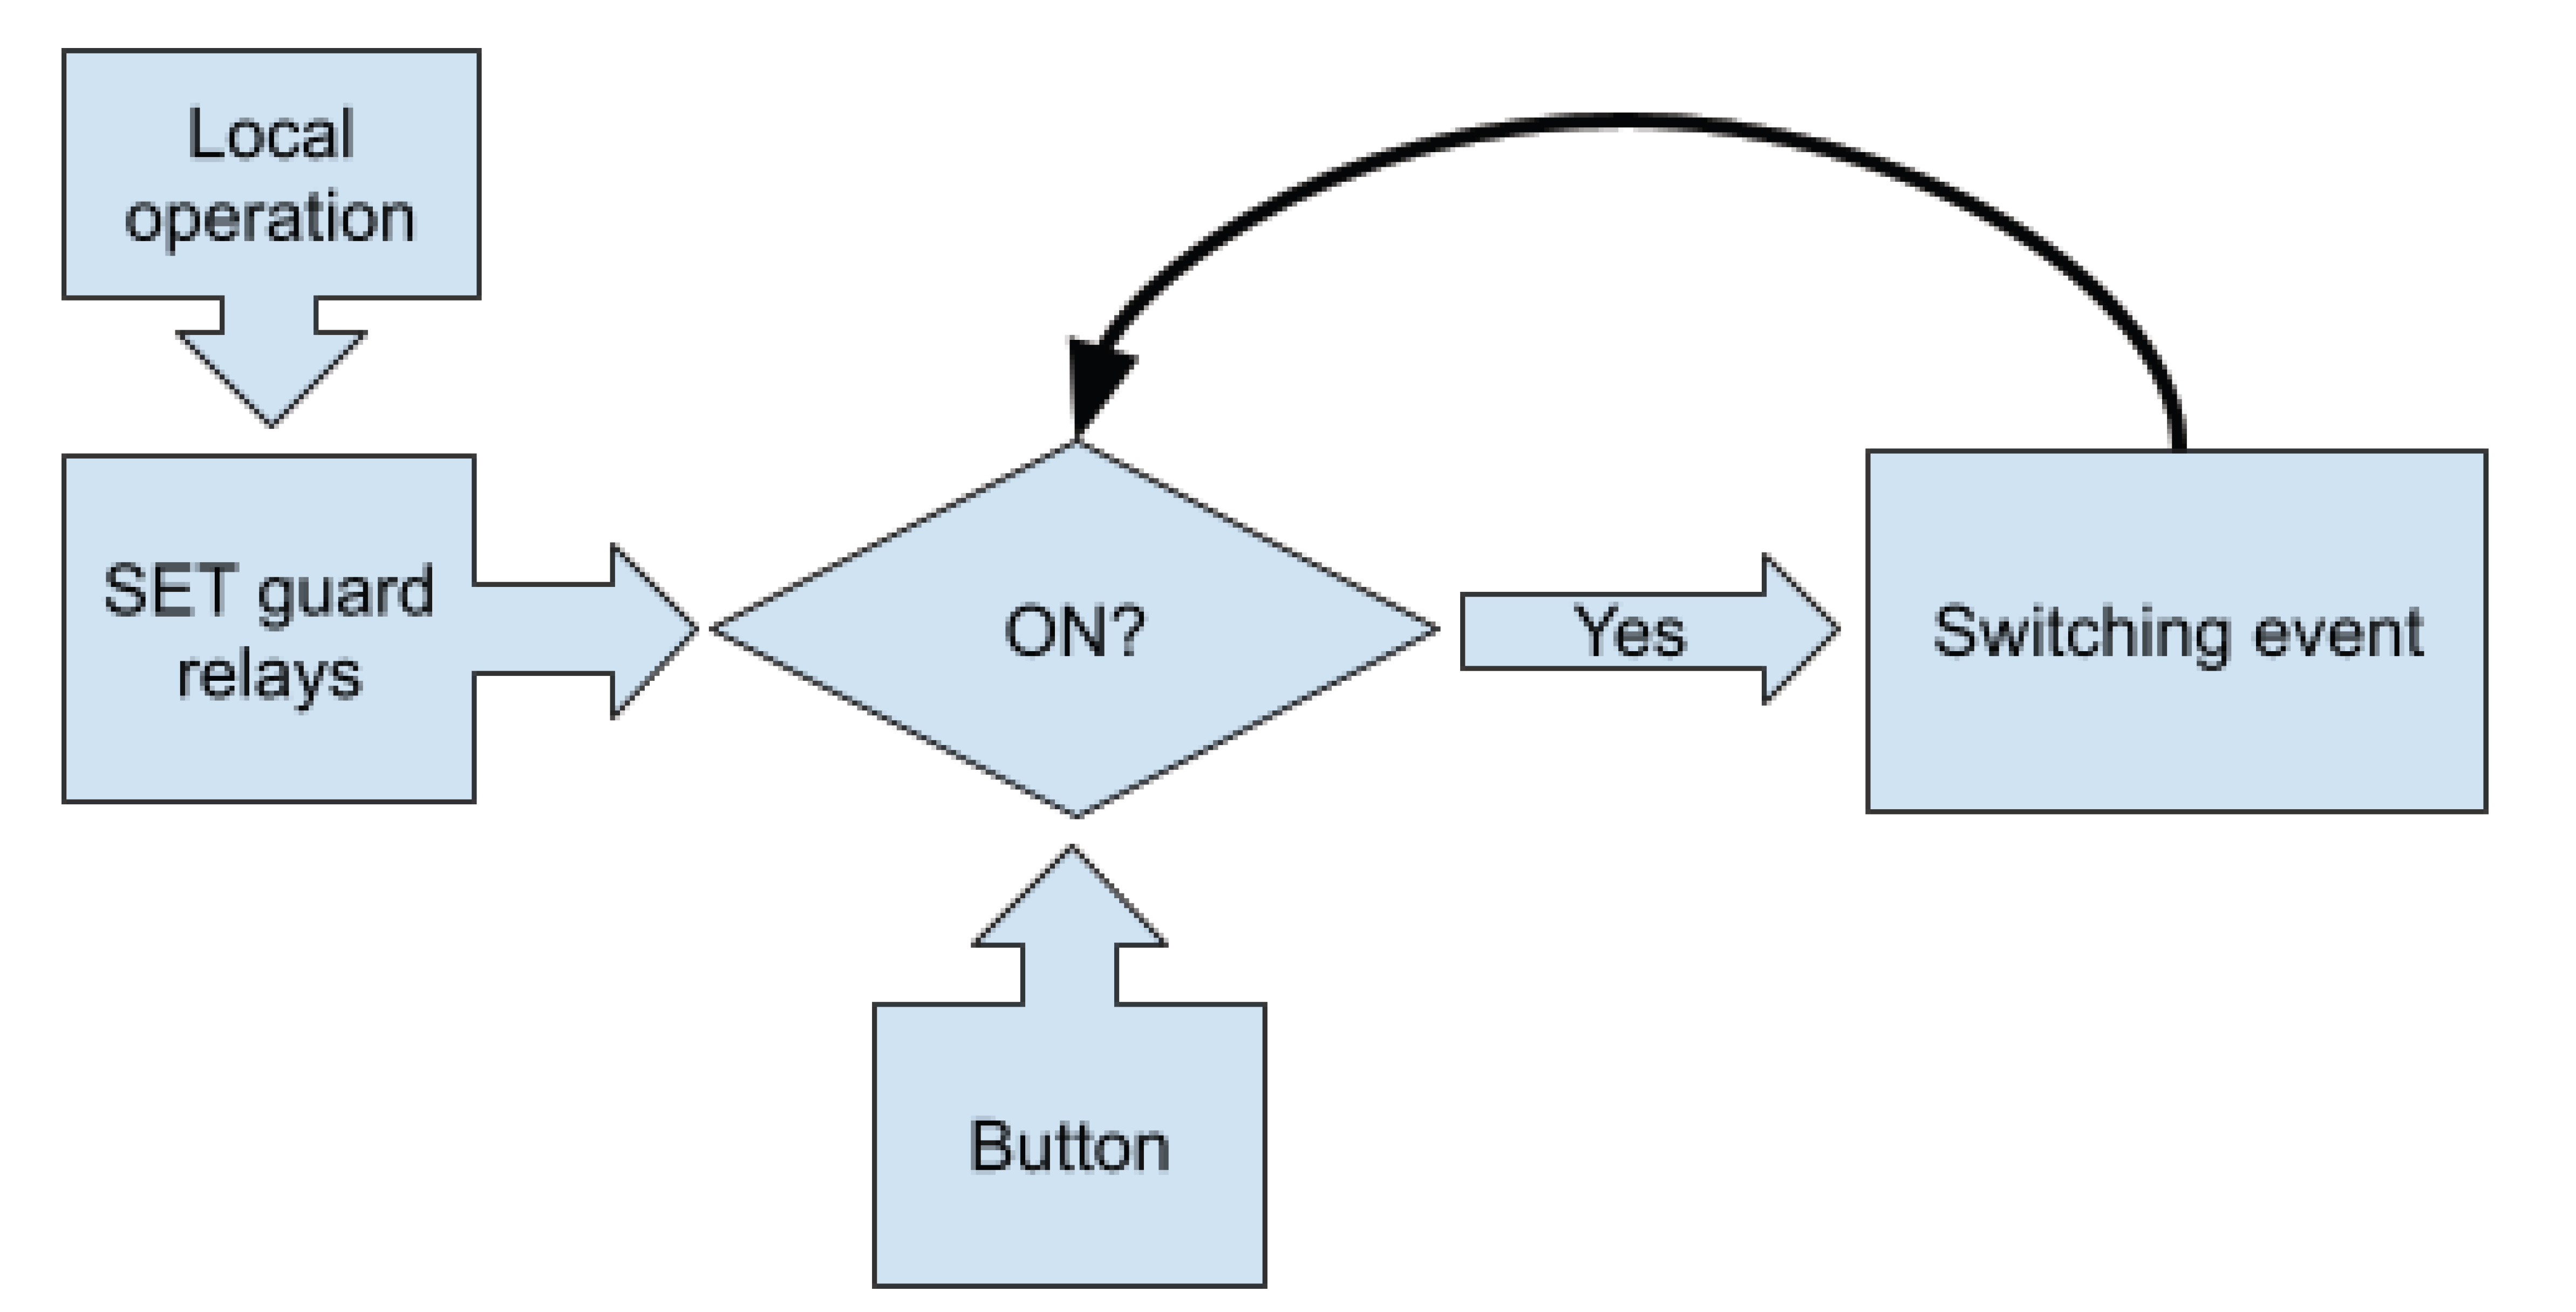 Local
operation
SET guard
relays
ON?
Yes
Switching event
Button